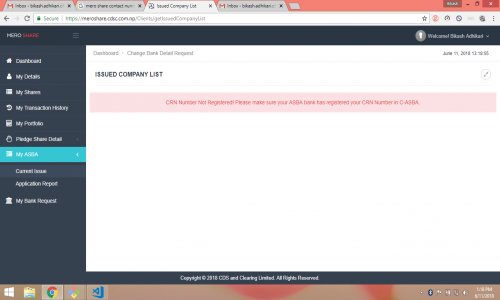 Inbox - bikash.adhikari.
mero share contact num
Issued Company List
Inbox - bikash.adhikari.
Secure https://meroshare.cdsc.com.np/Clients/getIssuedCompanyList
MERO SHARE
Welcome! Bikash Adhikari
Dashboard
My Details
My Shares
My Transaction History
My Portfolio
Pledge Share Detail
My ASBA
Current Issue
Application Report
My Bank Request
Dashboard - Change Bank Detail Request
June 11, 2018 13:19:55
ISSUED COMPANY LIST
CRN Number Not Registered! Please make sure your ASBA bank has registered your CRN Number in C-ASBA.
Copyright © 2018 CDS and Clearing Limited. All Rights Reserved.
1:19 PM
6/11/2018